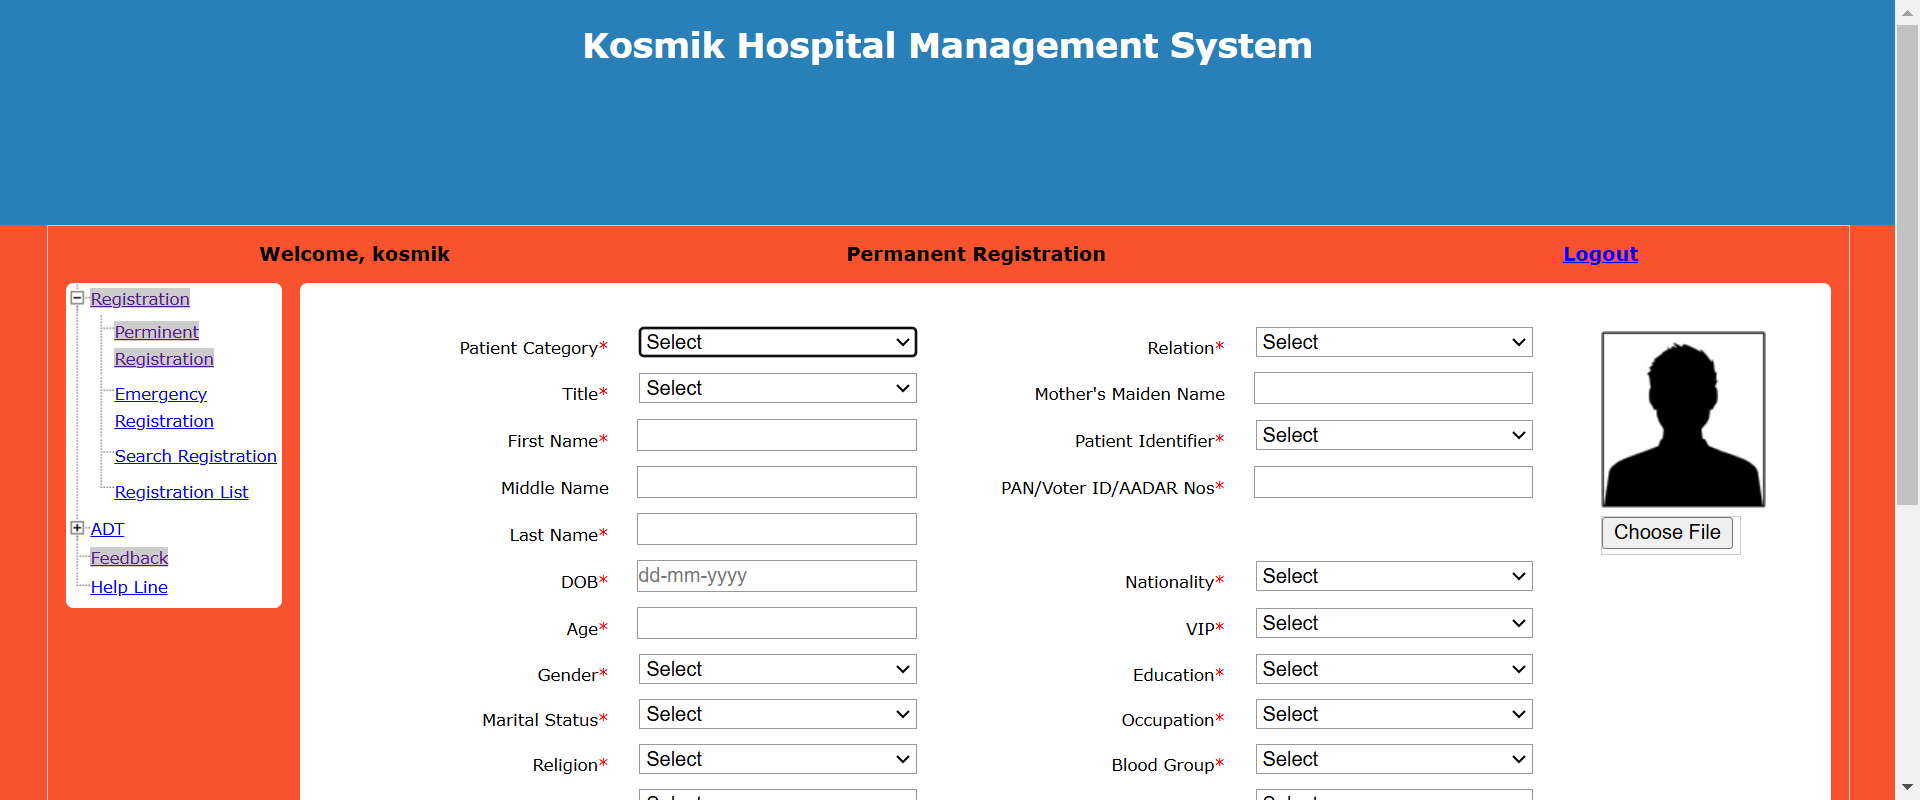 Kosmik Hospital Management System
Welcome, kosmik
Permanent Registration
Logout
Registration
Perminent
Registration
Emergency
Registration
Search Registration
Registration List
ADT
Feedback
Help Line
Patient Category* Select
Relation* Select
Title* Select
Mother's Maiden Name
First Name*
Patient Identifier* Select
Middle Name
PAN/Voter ID/AADAR Nos*
Choose File
Last Name*
DOB* dd-mm-yyyy
Nationality* Select
Age*
VIP* Select
Gender* Select
Education* Select
Marital Status* Select
Occupation* Select
Religion* Select
Blood Group* Select
Select
Select